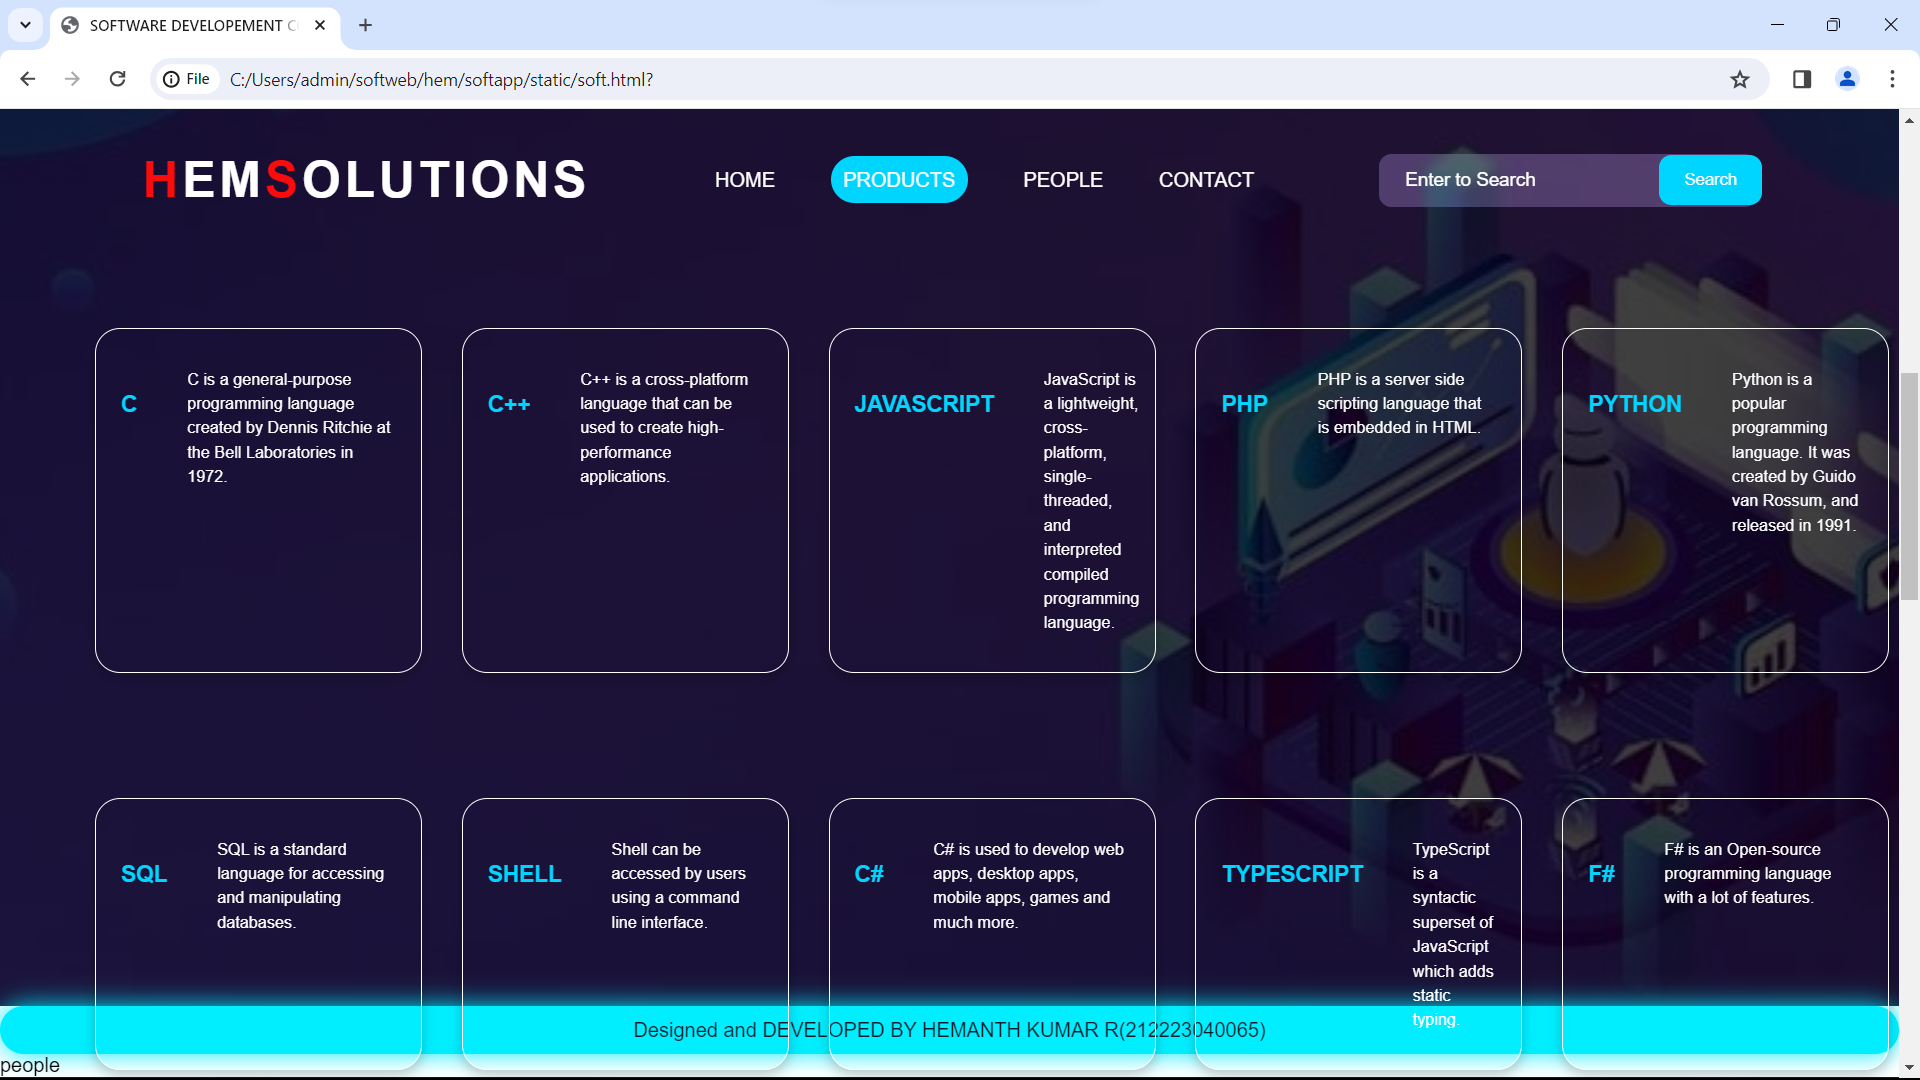 SOFTWARE DEVELOPEMENT C
File
C:/Users/admin/softweb/hem/softapp/static/soft.html?
HEMSOLUTIONS
HOME
PRODUCTS
PEOPLE
CONTACT
Enter to Search
Search
C
C is a general-purpose
programming language
created by Dennis Ritchie at
the Bell Laboratories in
1972.
C++
C++ is a cross-platform
language that can be
used to create high-
performance
applications.
JAVASCRIPT
JavaScript is
a lightweight,
cross-
platform,
single-
threaded,
and
interpreted
compiled
programming
language.
PHP
PHP is a server side
scripting language that
is embedded in HTML.
PYTHON
Python is a
popular
programming
language. It was
created by Guido
van Rossum, and
released in 1991.
SQL
SQL is a standard
language for accessing
and manipulating
databases.
SHELL
Shell can be
accessed by users
using a command
line interface.
C#
C# is used to develop web
apps, desktop apps,
mobile apps, games and
much more.
TYPESCRIPT
TypeScript
is a
syntactic
superset of
JavaScript
which adds
static
typing.
F#
F# is an Open-source
programming language
with a lot of features.
Designed and DEVELOPED BY HEMANTH KUMAR R(212223040065)
people